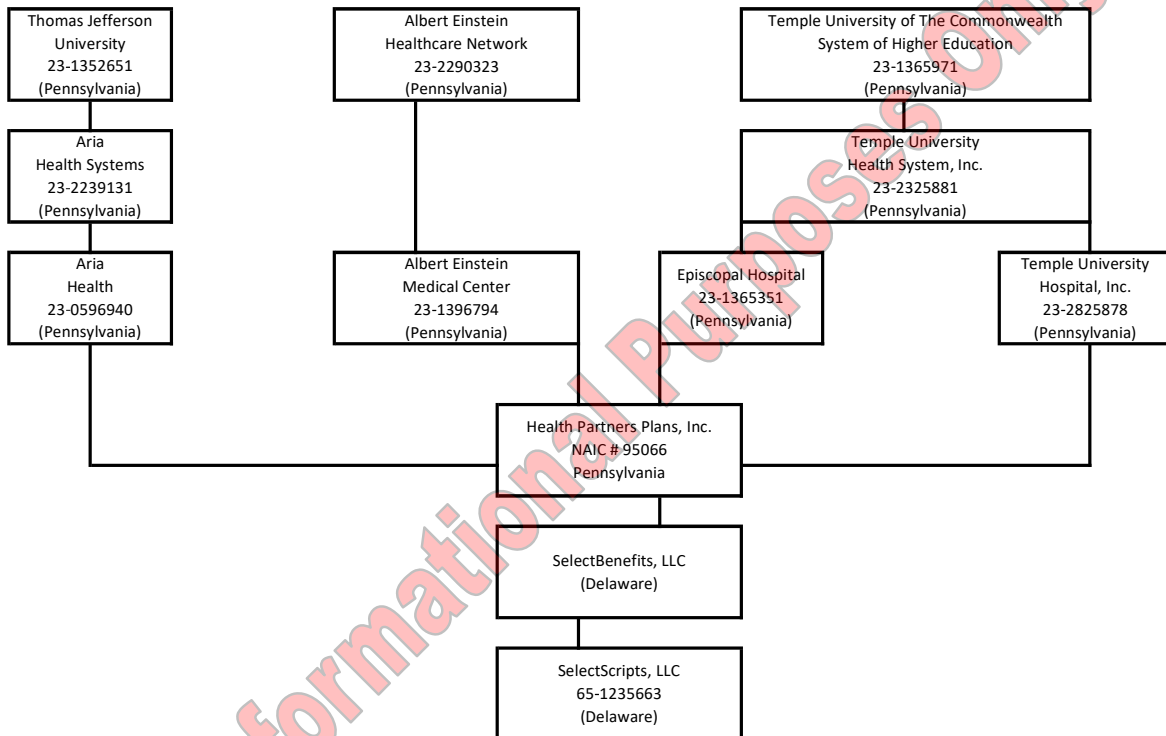 Thomas Jefferson
University
23-1352651
(Pennsylvania)
Albert Einstein
Healthcare Network
23-2290323
(Pennsylvania)
Temple University of The Commonwealth
System of Higher Education
23-1365971
(Pennsylvania)
Aria
Health Systems
23-2239131
(Pennsylvania)
Temple University
Health System, Inc.
23-2325881
(Pennsylvania)
Aria
Health
23-0596940
(Pennsylvania)
Albert Einstein
Medical Center
23-1396794
(Pennsylvania)
Episcopal Hospital
23-1365351
(Pennsylvania)
Temple University
Hospital, Inc.
23-2825878
(Pennsylvania)
Health Partners Plans, Inc.
NAIC # 95066
Pennsylvania
SelectBenefits, LLC
(Delaware)
SelectScripts, LLC
65-1235663
(Delaware)
formational Purposes Only